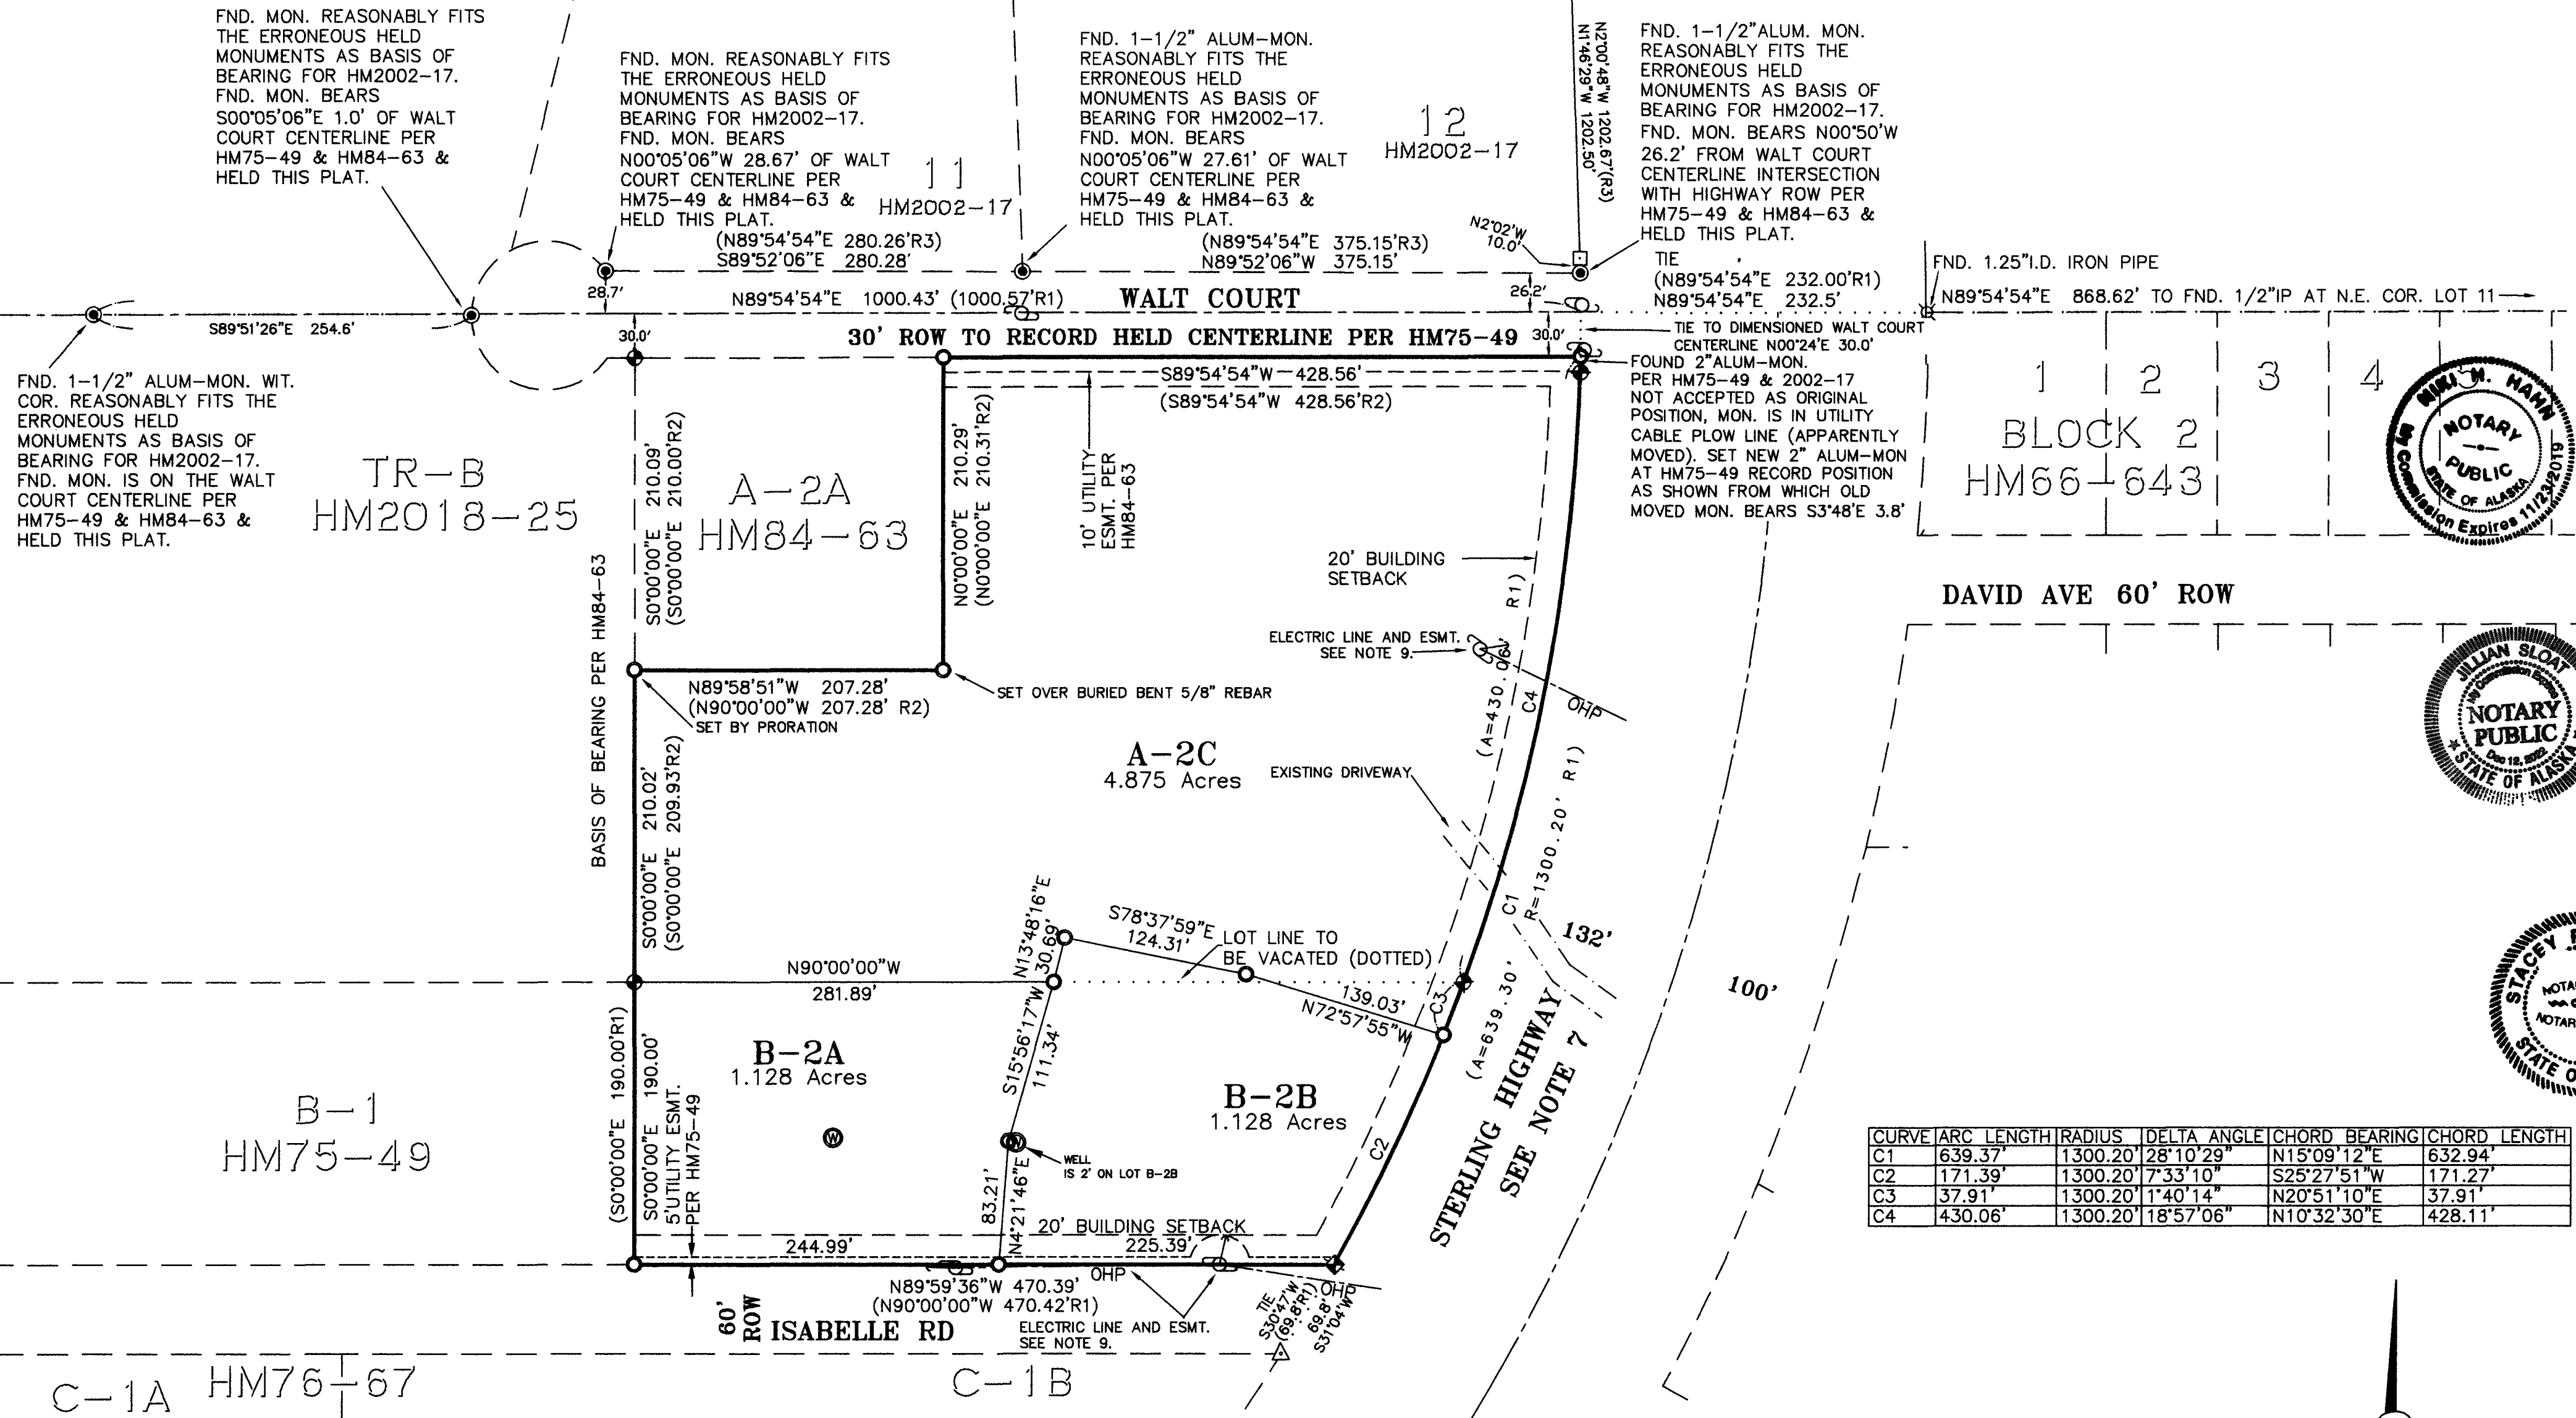 FND. MON. REASONABLY FITS
THE ERRONEOUS HELD
MONUMENTS AS BASIS OF
BEARING FOR HM2002-17.
FND. MON. BEARS
S00°05'06"E 1.0' OF WALT
COURT CENTERLINE PER
HM75-49 & HM84-63 &
HELD THIS PLAT.
FND. MON. REASONABLY FITS
THE ERRONEOUS HELD
MONUMENTS AS BASIS OF
BEARING FOR HM2002-17.
FND. MON. BEARS
N00°05'06"W 28.67' OF WALT
COURT CENTERLINE PER
HM75-49 & HM84-63 &
HELD THIS PLAT.
11
HM2002-17
FND. 1-1/2" ALUM-MON.
REASONABLY FITS THE
ERRONEOUS HELD
MONUMENTS AS BASIS OF
BEARING FOR HM2002-17.
FND. MON. BEARS
N00°05'06"W 27.61' OF WALT
COURT CENTERLINE PER
HM75-49 & HM84-63 &
HELD THIS PLAT.
12
HM2002-17
N2°00'48"W 1202.67'(R3)
N1°46'29"W 1202.50'
FND. 1-1/2"ALUM. MON.
REASONABLY FITS THE
ERRONEOUS HELD
MONUMENTS AS BASIS OF
BEARING FOR HM2002-17.
FND. MON. BEARS N00°50'W
26.2' FROM WALT COURT
CENTERLINE INTERSECTION
WITH HIGHWAY ROW PER
HM75-49 & HM84-63 &
HELD THIS PLAT.
(N89°54'54"E 280.26'R3)
S89°52'06"E 280.28'
(N89°54'54"E 375.15'R3)
N89°52'06"W 375.15'
N2°02'W
10.0'
TIE
(N89°54'54"E 232.00'R1)
N89°54'54"E 232.5'
FND. 1.25"I.D. IRON PIPE
N89°54'54"E 868.62' TO FND. 1/2"IP AT N.E. COR. LOT 11
28.7'
N89°54'54"E 1000.43' (1000.57'R1)
WALT COURT
26.2'
S89°51'26"E 254.6'
30.0'
30' ROW TO RECORD HELD CENTERLINE PER HM75-49
30.0'
TIE TO DIMENSIONED WALT COURT
CENTERLINE N00°24'E 30.0'
FOUND 2"ALUM-MON.
PER HM75-49 & 2002-17
NOT ACCEPTED AS ORIGINAL
POSITION, MON. IS IN UTILITY
CABLE PLOW LINE (APPARENTLY
MOVED). SET NEW 2" ALUM-MON
AT HM75-49 RECORD POSITION
AS SHOWN FROM WHICH OLD
MOVED MON. BEARS S3°48'E 3.8'
FND. 1-1/2" ALUM-MON. WIT.
COR. REASONABLY FITS THE
ERRONEOUS HELD
MONUMENTS AS BASIS OF
BEARING FOR HM2002-17.
FND. MON. IS ON THE WALT
COURT CENTERLINE PER
HM75-49 & HM84-63 &
HELD THIS PLAT.
S89°54'54"W 428.56'
(S89°54'54"W 428.56'R2)
1 2 3 4
BLOCK 2
HM66-643
NIKI M. HAHN
NOTARY
PUBLIC
STATE OF ALASKA
My Commission Expires 11/23/2019
TR-B
HM2018-25
BASIS OF BEARING PER HM84-63
S0°00'00"E 210.09'
(S0°00'00"E 210.00'R2)
A-2A
HM84-63
N0°00'00"E 210.29'
(N0°00'00"E 210.31'R2)
10' UTILITY
ESMT. PER
HM84-63
20' BUILDING
SETBACK
DAVID AVE 60' ROW
ELECTRIC LINE AND ESMT.
SEE NOTE 9.
(A=430.06' R1)
C4
OHP
JILLIAN SLOAT
My Commission Expires
NOTARY
PUBLIC
Dec 12, 2022
STATE OF ALASKA
N89°58'51"W 207.28'
(N90°00'00"W 207.28' R2)
SET BY PRORATION
SET OVER BURIED BENT 5/8" REBAR
S0°00'00"E 210.02'
(S0°00'00"E 209.93'R2)
A-2C
4.875 Acres
EXISTING DRIVEWAY
C1
R=1300.20' R1)
132'
100'
STACEY
STATE OF
N13°48'16"E
30.69'
S78°37'59"E
124.31'
LOT LINE TO
BE VACATED (DOTTED)
N90°00'00"W
281.89'
139.03'
N72°57'55"W
C3
(A=639.30'
STERLING HIGHWAY
SEE NOTE 7
S15°56'17"W
111.34'
(S0°00'00"E 190.00'R1)
S0°00'00"E 190.00'
5'UTILITY ESMT.
PER HM75-49
B-2A
1.128 Acres
W
W
WELL
IS 2' ON LOT B-2B
B-2B
1.128 Acres
C2
B-1
HM75-49
83.21'
N4°21'46"E
20' BUILDING SETBACK
244.99'
225.39'
N89°59'36"W 470.39'
(N90°00'00"W 470.42'R1)
OHP
OHP
60'
ROW
ISABELLE RD
ELECTRIC LINE AND ESMT.
SEE NOTE 9.
TIE
S30°47'W
(69.8'R1)
69.8'
S31°04'W
C-1A
HM76-67
C-1B
CURVE ARC LENGTH RADIUS DELTA ANGLE CHORD BEARING CHORD LENGTH
C1 639.37' 1300.20' 28°10'29" N15°09'12"E 632.94'
C2 171.39' 1300.20' 7°33'10" S25°27'51"W 171.27'
C3 37.91' 1300.20' 1°40'14" N20°51'10"E 37.91'
C4 430.06' 1300.20' 18°57'06" N10°32'30"E 428.11'